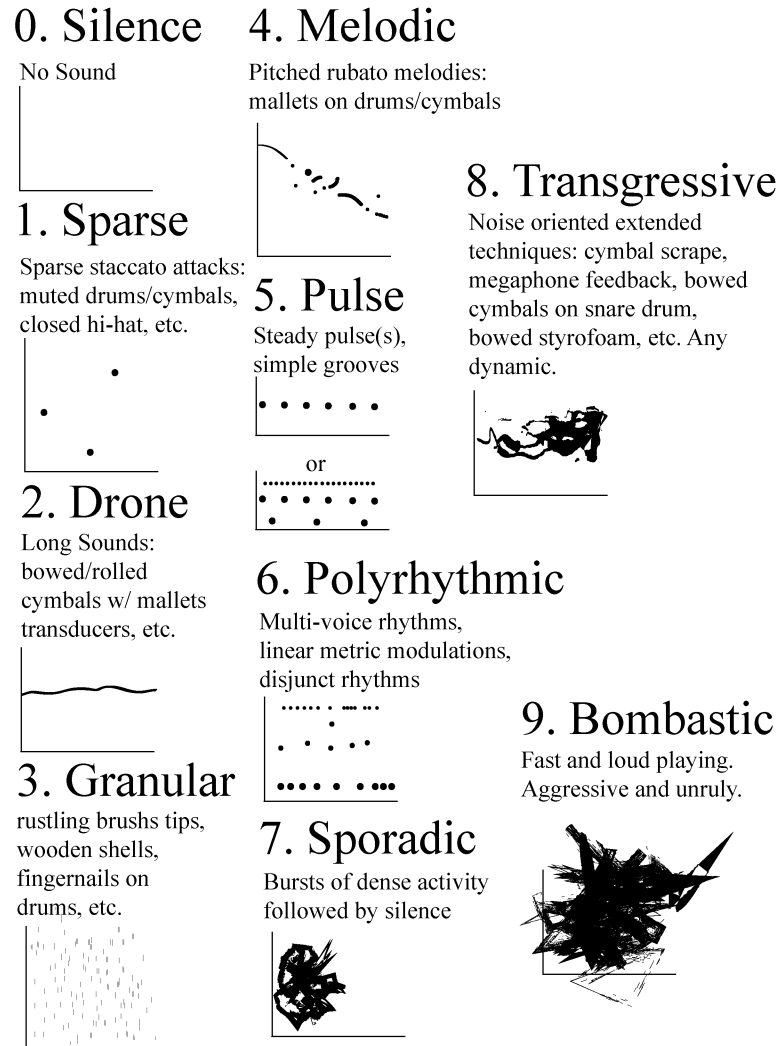 0. Silence
No Sound
1. Sparse
Sparse staccato attacks:
muted drums/cymbals,
closed hi-hat, etc.
2. Drone
Long Sounds:
bowed/rolled
cymbals w/ mallets
transducers, etc.
3. Granular
rustling brushs tips,
wooden shells,
fingernails on
drums, etc.
4. Melodic
Pitched rubato melodies:
mallets on drums/cymbals
5. Pulse
Steady pulse(s),
simple grooves
or
6. Polyrhythmic
Multi-voice rhythms,
linear metric modulations,
disjunct rhythms
7. Sporadic
Bursts of dense activity
followed by silence
8. Transgressive
Noise oriented extended
techniques: cymbal scrape,
megaphone feedback, bowed
cymbals on snare drum,
bowed styrofoam, etc. Any
dynamic.
9. Bombastic
Fast and loud playing.
Aggressive and unruly.